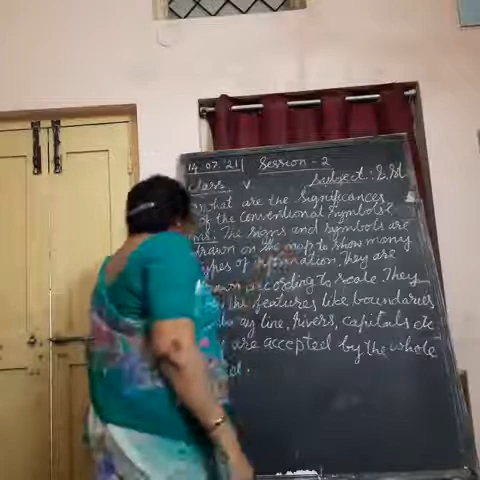 14.07.'21 Session - 2
Class V Subject: S.St
What are the Significances
of the conventional symbols?
Ans. The signs and symbols are
drawn on the map to show many
types of information. They are
drawn according to scale. They
the features like boundaries
line, Rivers, capitals etc
are accepted by the whole